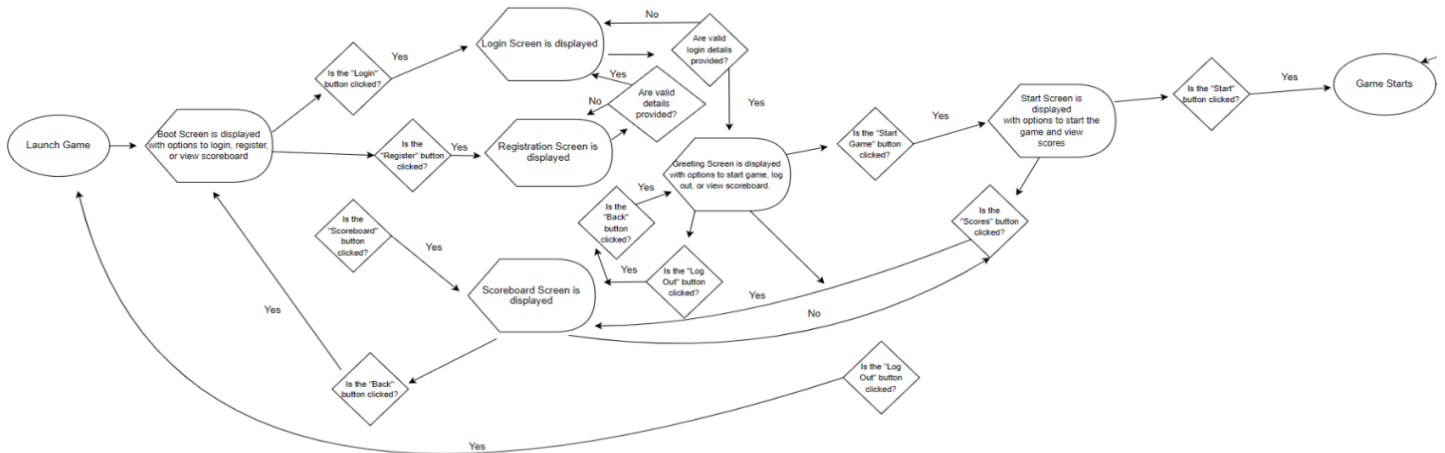 No
Login Screen is displayed
Are valid
login details
provided?
Yes
Is the "Login"
button clicked?
Yes
Are valid
details
provided?
No
Yes
Start Screen is
displayed
with options to start the
game and view
scores
Is the "Start"
button clicked?
Yes
Game Starts
Launch Game
Boot Screen is displayed
with options to login, register,
or view scoreboard
Is the
"Register" button
clicked?
Yes
Registration Screen is
displayed
Is the "Start
Game" button
clicked?
Yes
Greeting Screen is displayed
with options to start game, log
out, or view scoreboard.
Yes
Is the
"Back"
button
clicked?
Is the
"Scoreboard"
button
clicked?
Yes
Is the
"Scores" button
clicked?
Yes
Is the "Log
Out" button
clicked?
Scoreboard Screen is
displayed
Yes
No
Yes
Is the "Back"
button clicked?
Is the "Log
Out" button
clicked?
Yes